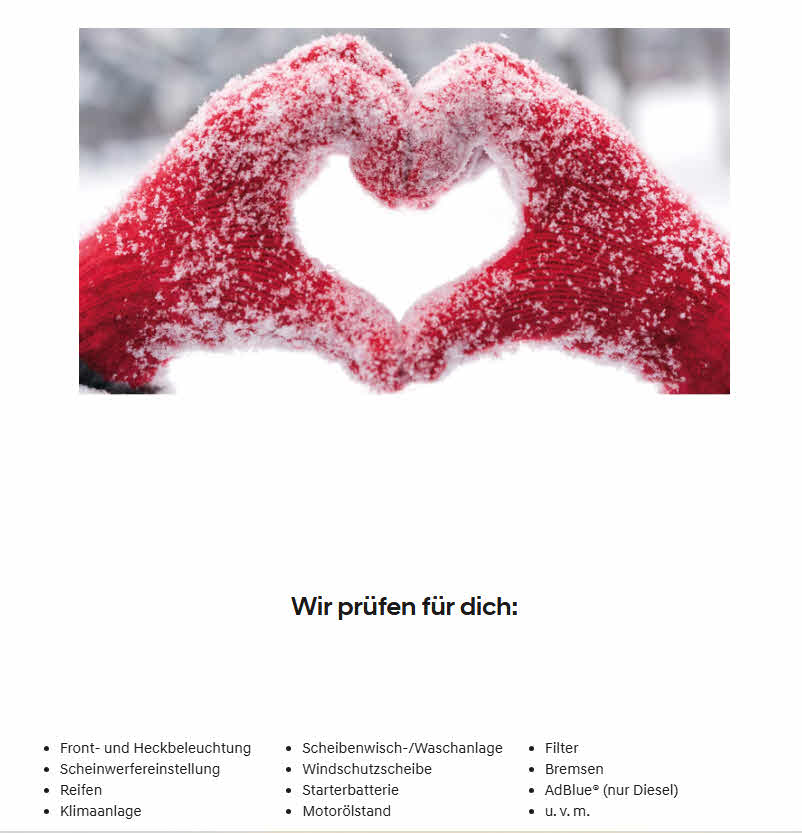 Wir prüfen für dich:
Front- und Heckbeleuchtung
Scheinwerfereinstellung
Reifen
Klimaanlage
Scheibenwisch-/Waschanlage
Windschutzscheibe
Starterbatterie
Motorölstand
Filter
Bremsen
AdBlue® (nur Diesel)
u. v. m.